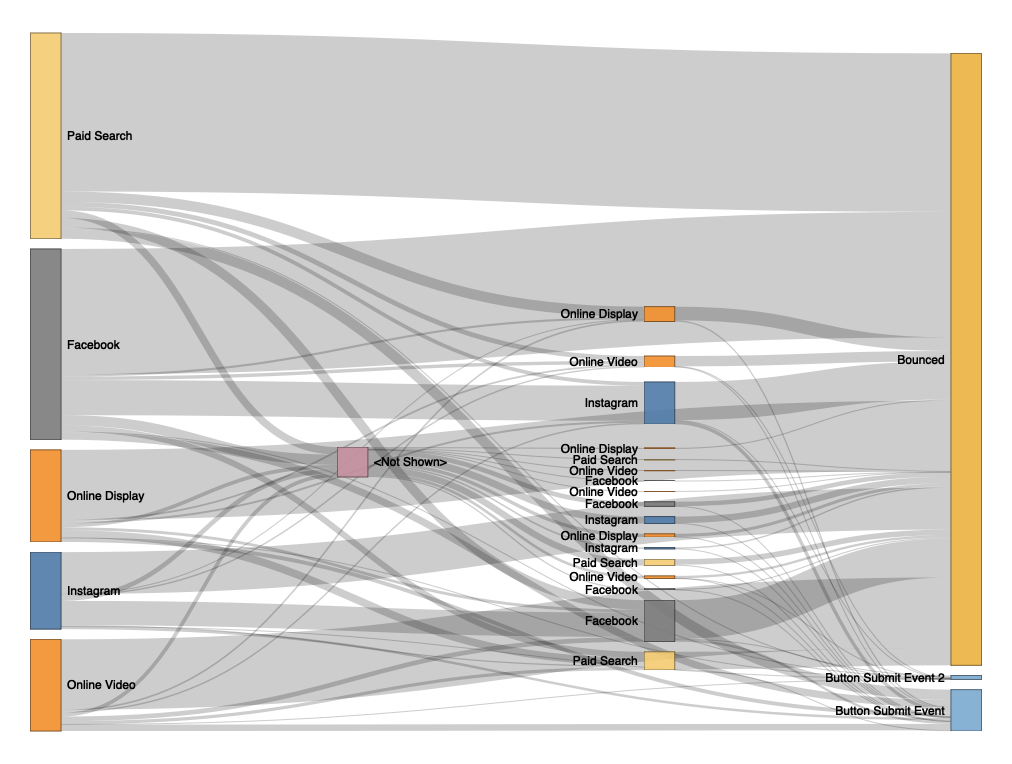 Paid Search
Facebook
Online Display
Instagram
Online Video
<Not Shown>
Online Display
Online Video
Instagram
Online Display
Paid Search
Online Video
Facebook
Online Video
Facebook
Instagram
Online Display
Instagram
Paid Search
Online Video
Facebook
Facebook
Paid Search
Bounced
Button Submit Event 2
Button Submit Event